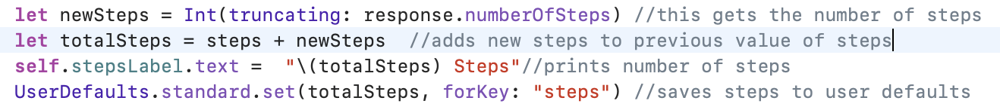 let newSteps = Int(truncating: response.numberOfSteps) //this gets the number of steps
let totalSteps = steps + newSteps  //adds new steps to previous value of steps
self.stepsLabel.text =  "\(totalSteps) Steps"//prints number of steps
UserDefaults.standard.set(totalSteps, forKey: "steps") //saves steps to user defaults